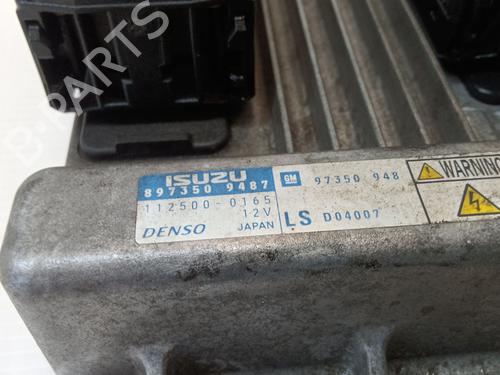 ISUZU
897350 9487
112500-0165
12V
DENSO JAPAN
GM 97350 948
LS D04007
WARNING
B-PARTS